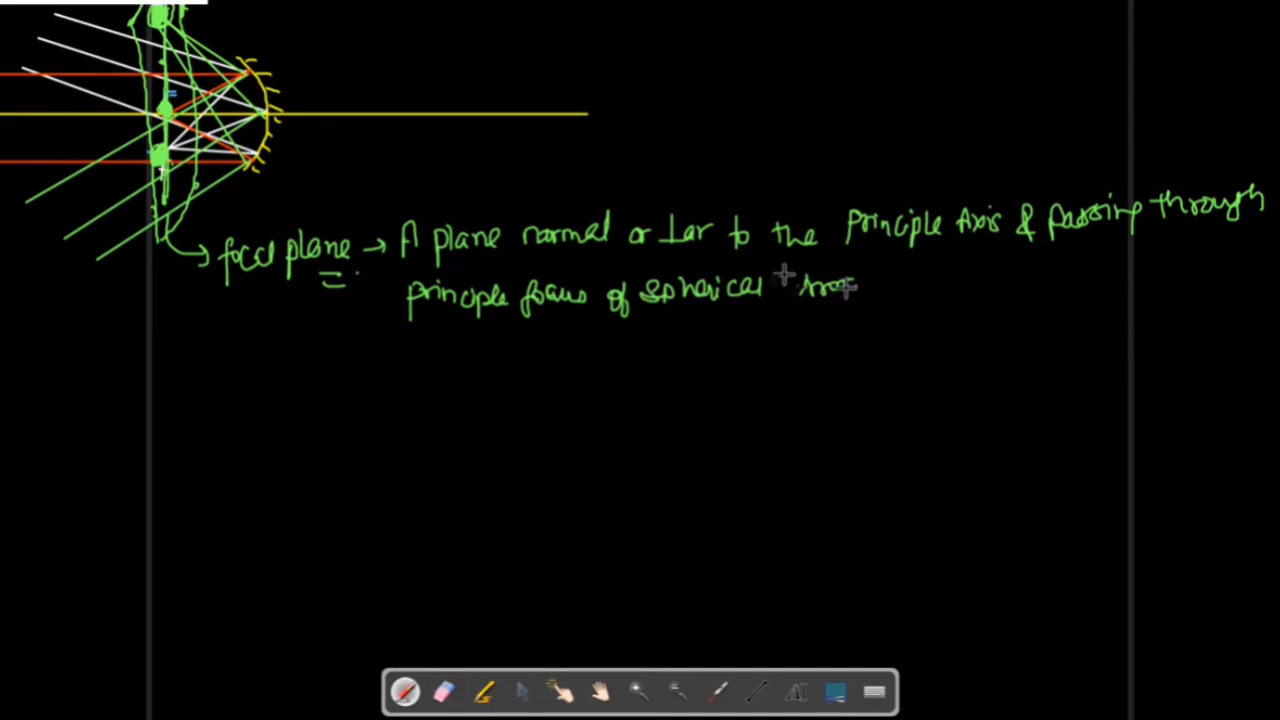 focal plane → A plane normal or ⊥ar to the principle Axis & passing through
principle focus of spherical